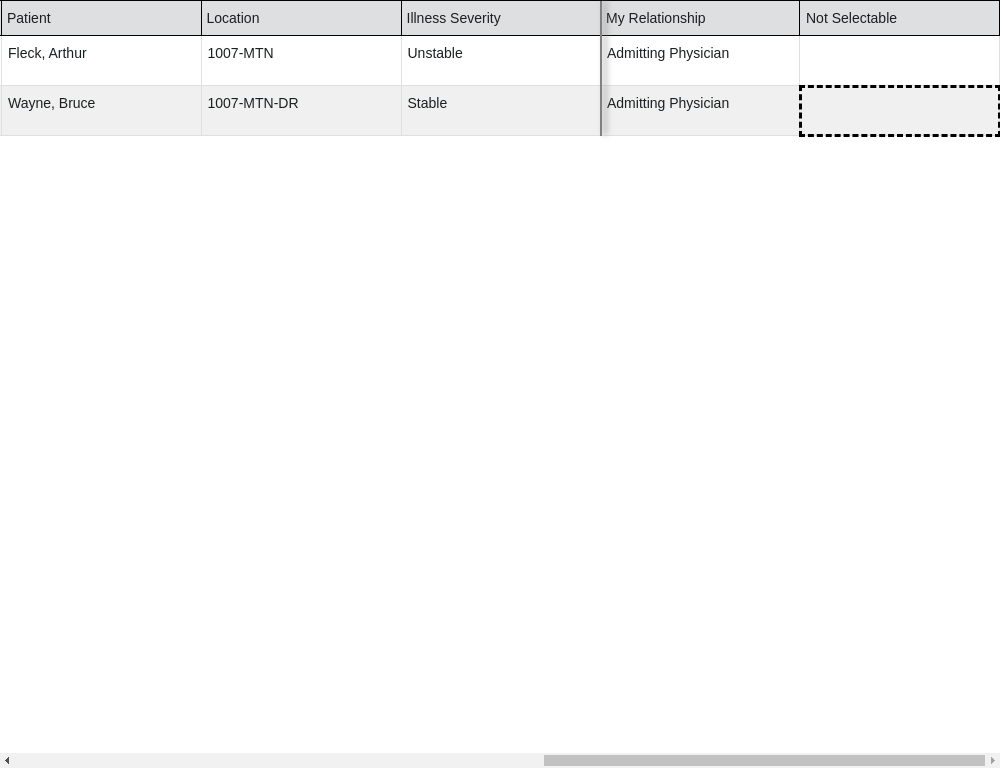 Patient Location Illness Severity My Relationship Not Selectable
Fleck, Arthur 1007-MTN Unstable Admitting Physician
Wayne, Bruce 1007-MTN-DR Stable Admitting Physician